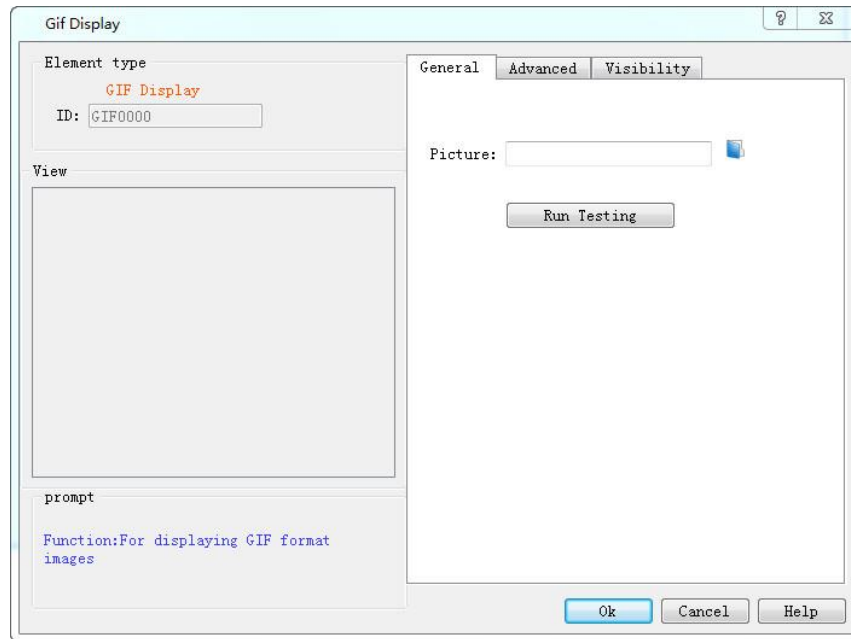 Gif Display
Element type
GIF Display
ID: GIF0000
View
prompt
Function:For displaying GIF format
images
General Advanced Visibility
Picture:
Run Testing
Ok Cancel Help